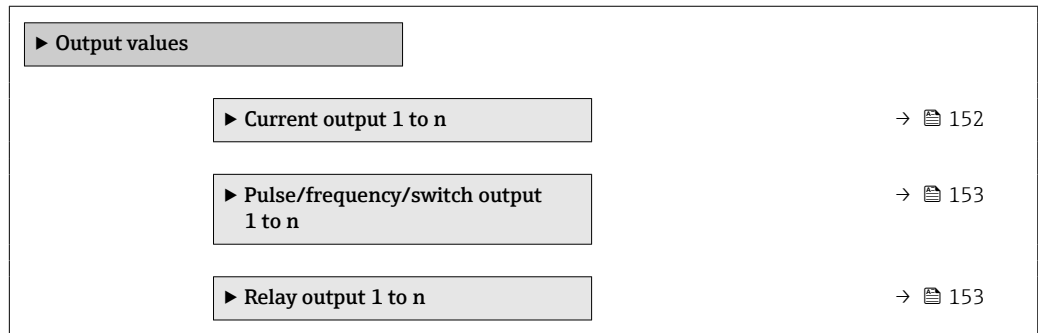 ▶ Output values
▶ Current output 1 to n → 152
▶ Pulse/frequency/switch output
1 to n → 153
▶ Relay output 1 to n → 153